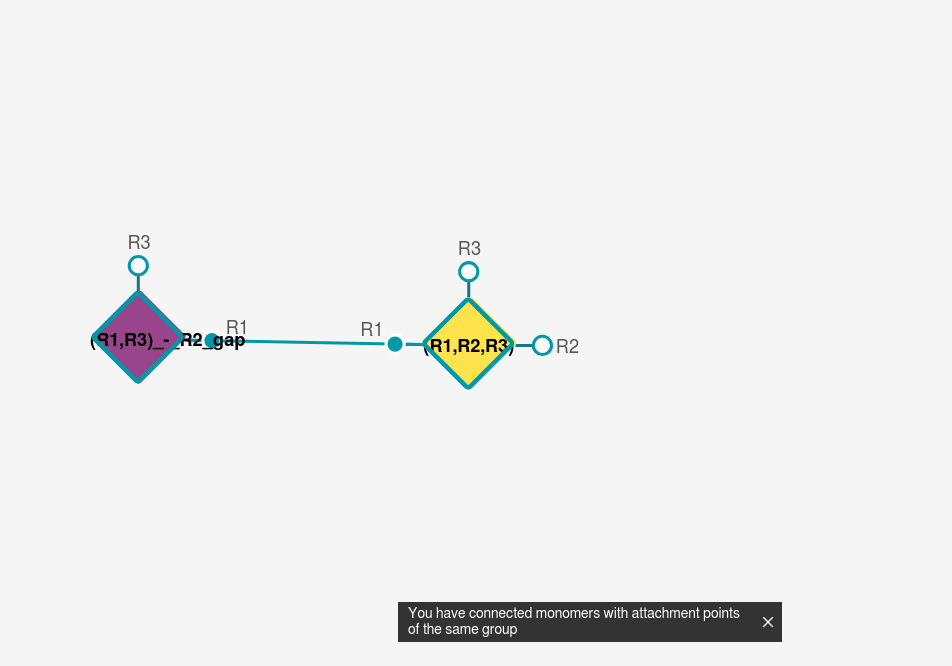 R3
R3
R1
R1
(R1,R3)_-_R2_gap
(R1,R2,R3)
R2
You have connected monomers with attachment points
of the same group